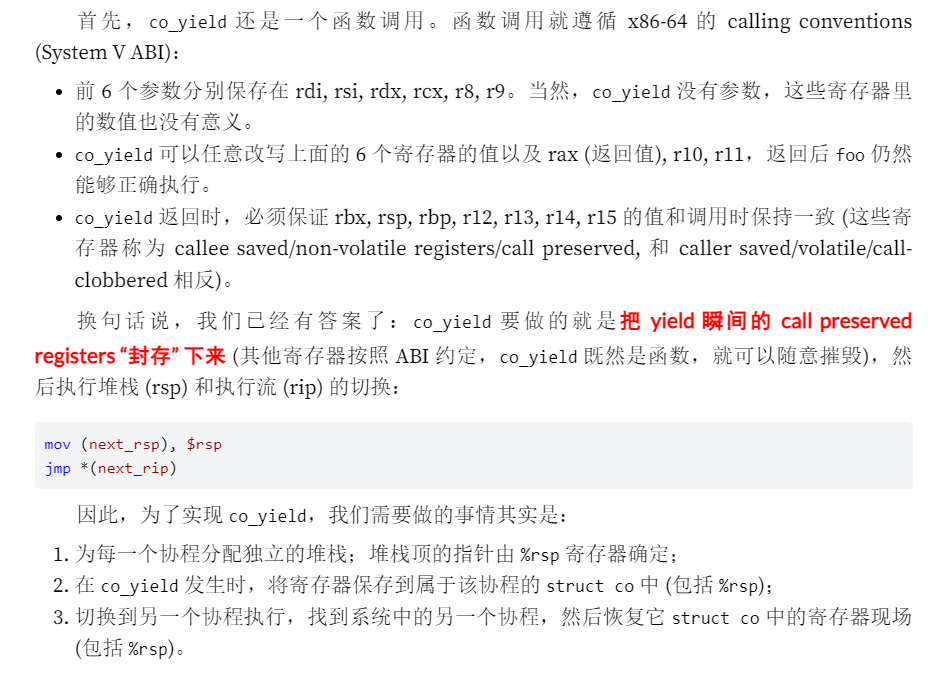 首先，co_yield 还是一个函数调用。函数调用就遵循 x86-64 的 calling conventions
(System V ABI)：
• 前 6 个参数分别保存在 rdi, rsi, rdx, rcx, r8, r9。当然，co_yield 没有参数，这些寄存器里
的数值也没有意义。
• co_yield 可以任意改写上面的 6 个寄存器的值以及 rax (返回值), r10, r11，返回后 foo 仍然
能够正确执行。
• co_yield 返回时，必须保证 rbx, rsp, rbp, r12, r13, r14, r15 的值和调用时保持一致 (这些寄
存器称为 callee saved/non-volatile registers/call preserved, 和 caller saved/volatile/call-
clobbered 相反)。
换句话说，我们已经有答案了：co_yield 要做的就是把 yield 瞬间的 call preserved
registers “封存” 下来 (其他寄存器按照 ABI 约定，co_yield 既然是函数，就可以随意摧毁)，然
后执行堆栈 (rsp) 和执行流 (rip) 的切换：
mov (next_rsp), $rsp
jmp *(next_rip)
因此，为了实现 co_yield，我们需要做的事情其实是：
1. 为每一个协程分配独立的堆栈；堆栈顶的指针由 %rsp 寄存器确定；
2. 在 co_yield 发生时，将寄存器保存到属于该协程的 struct co 中 (包括 %rsp)；
3. 切换到另一个协程执行，找到系统中的另一个协程，然后恢复它 struct co 中的寄存器现场
(包括 %rsp)。